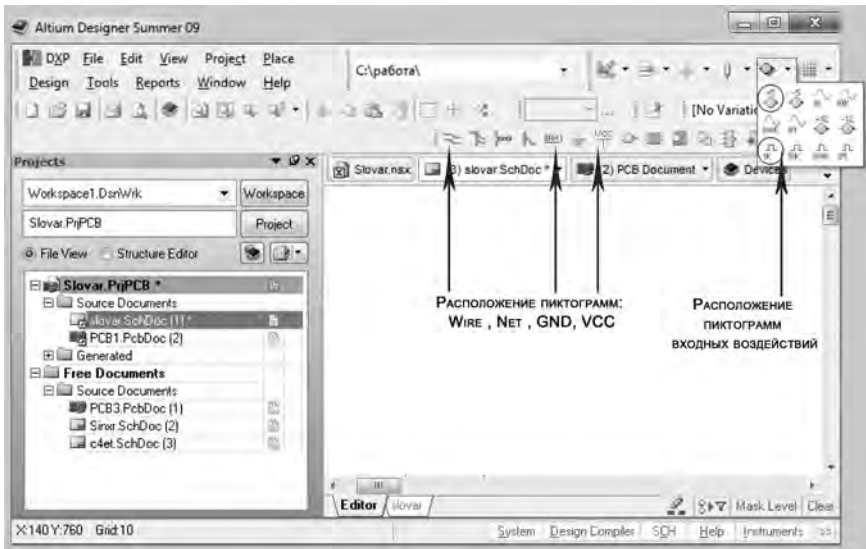 Altium Designer Summer 09
DXP File Edit View Project Place
Design Tools Reports Window Help
C:\работа\
[No Variatio
Projects
Workspace1.DsnWrk
Workspace
Slovar.PrjPCB
Project
File View Structure Editor
Slovar.PrjPCB *
Source Documents
slovar.SchDoc (1) *
PCB1.PcbDoc (2)
Generated
Free Documents
Source Documents
PCB3.PcbDoc (1)
Sinxr.SchDoc (2)
c4et.SchDoc (3)
Slovar.nsx
(3) slovar.SchDoc *
(2) PCB Document
Devices
VCC
Расположение пиктограмм:
Wire , Net , GND, VCC
Расположение
пиктограмм
входных воздействий
Editor slovar
Mask Level Clear
X:140 Y:760 Grid:10
System Design Compiler SCH Help Instruments >>